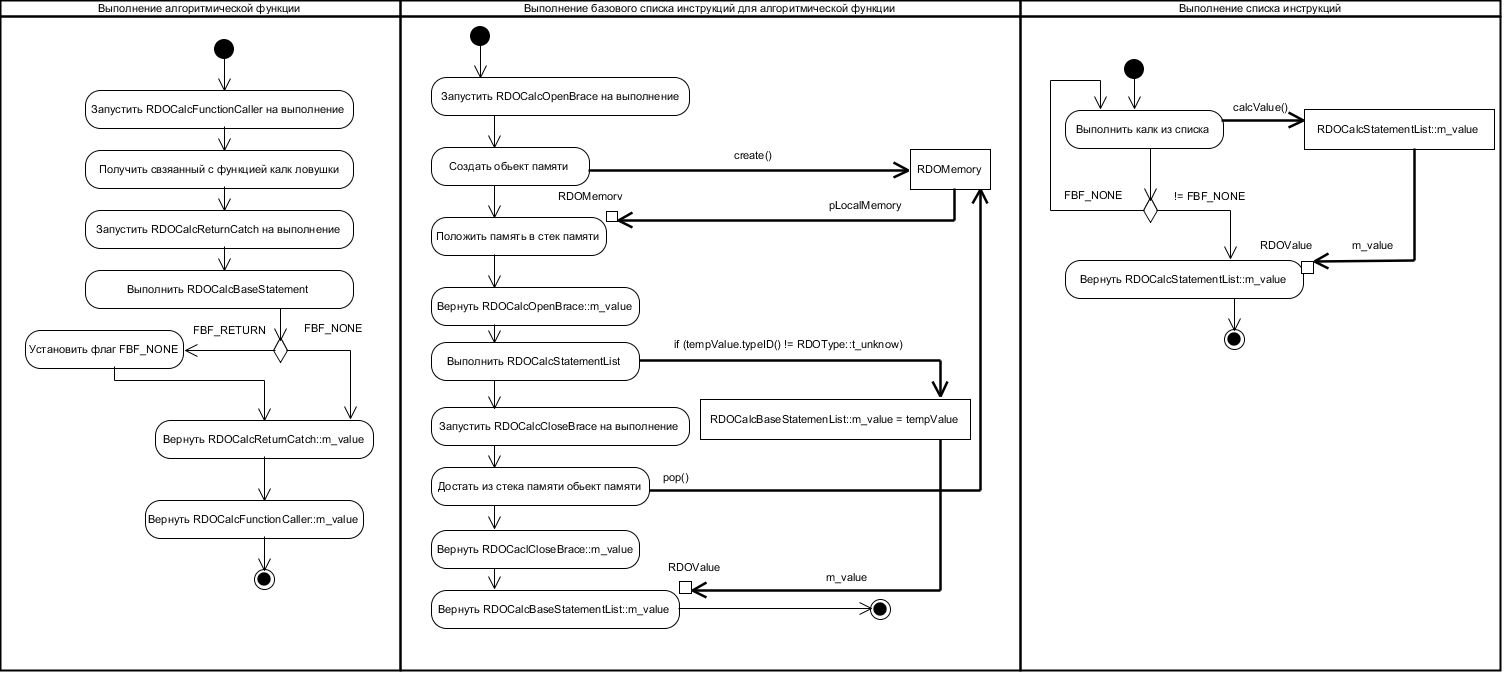 Выполнение алгоритмической функции
Запустить RDOCalcFunctionCaller на выполнение
Получить связянный с функцией калк ловушки
Запустить RDOCalcReturnCatch на выполнение
Выполнить RDOCalcBaseStatement
FBF_RETURN
FBF_NONE
Установить флаг FBF_NONE
Вернуть RDOCalcReturnCatch::m_value
Вернуть RDOCalcFunctionCaller::m_value
Выполнение базового списка инструкций для алгоритмической функции
Запустить RDOCalcOpenBrace на выполнение
Создать обьект памяти
create()
RDOMemory
RDOMemory
pLocalMemory
Положить память в стек памяти
Вернуть RDOCalcOpenBrace::m_value
Выполнить RDOCalcStatementList
if (tempValue.typeID() != RDOType::t_unknow)
RDOCalcBaseStatemenList::m_value = tempValue
Запустить RDOCalcCloseBrace на выполнение
Достать из стека памяти обьект памяти
pop()
Вернуть RDOCaclCloseBrace::m_value
RDOValue
m_value
Вернуть RDOCalcBaseStatementList::m_value
Выполнение списка инструкций
Выполнить калк из списка
calcValue()
RDOCalcStatementList::m_value
FBF_NONE
!= FBF_NONE
RDOValue
m_value
Вернуть RDOCalcStatementList::m_value